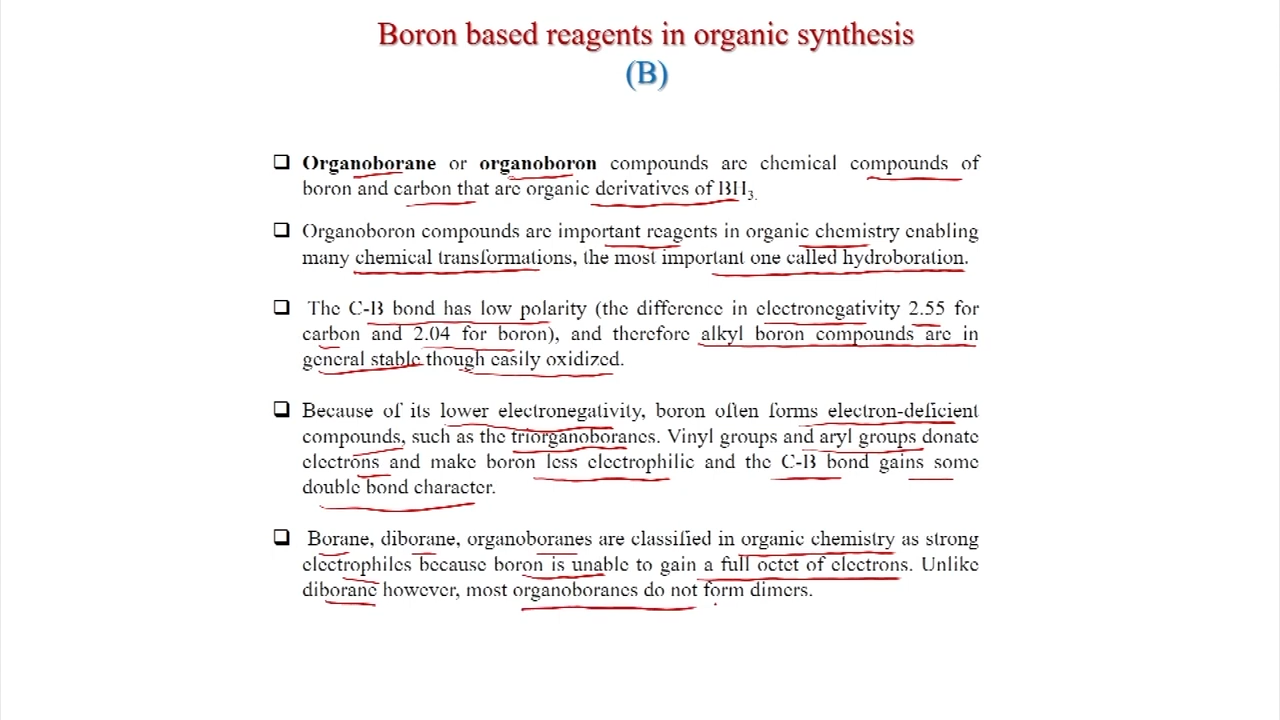 Boron based reagents in organic synthesis
(B)
❑ Organoborane or organoboron compounds are chemical compounds of
boron and carbon that are organic derivatives of BH₃.
❑ Organoboron compounds are important reagents in organic chemistry enabling
many chemical transformations, the most important one called hydroboration.
❑ The C-B bond has low polarity (the difference in electronegativity 2.55 for
carbon and 2.04 for boron), and therefore alkyl boron compounds are in
general stable though easily oxidized.
❑ Because of its lower electronegativity, boron often forms electron-deficient
compounds, such as the triorganoboranes. Vinyl groups and aryl groups donate
electrons and make boron less electrophilic and the C-B bond gains some
double bond character.
❑ Borane, diborane, organoboranes are classified in organic chemistry as strong
electrophiles because boron is unable to gain a full octet of electrons. Unlike
diborane however, most organoboranes do not form dimers.